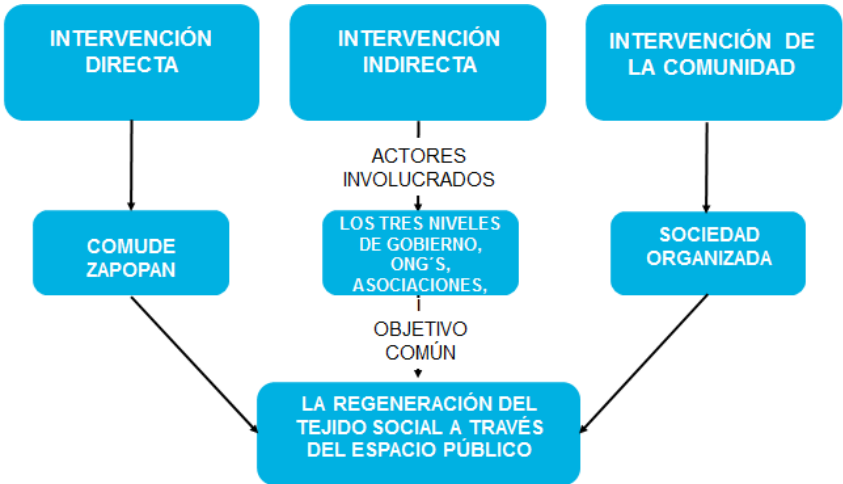 INTERVENCIÓN
DIRECTA
INTERVENCIÓN
INDIRECTA
INTERVENCIÓN DE
LA COMUNIDAD
ACTORES
INVOLUCRADOS
COMUDE
ZAPOPAN
LOS TRES NIVELES
DE GOBIERNO,
ONG´S,
ASOCIACIONES,
SOCIEDAD
ORGANIZADA
OBJETIVO
COMÚN
LA REGENERACIÓN DEL
TEJIDO SOCIAL A TRAVÉS
DEL ESPACIO PÚBLICO